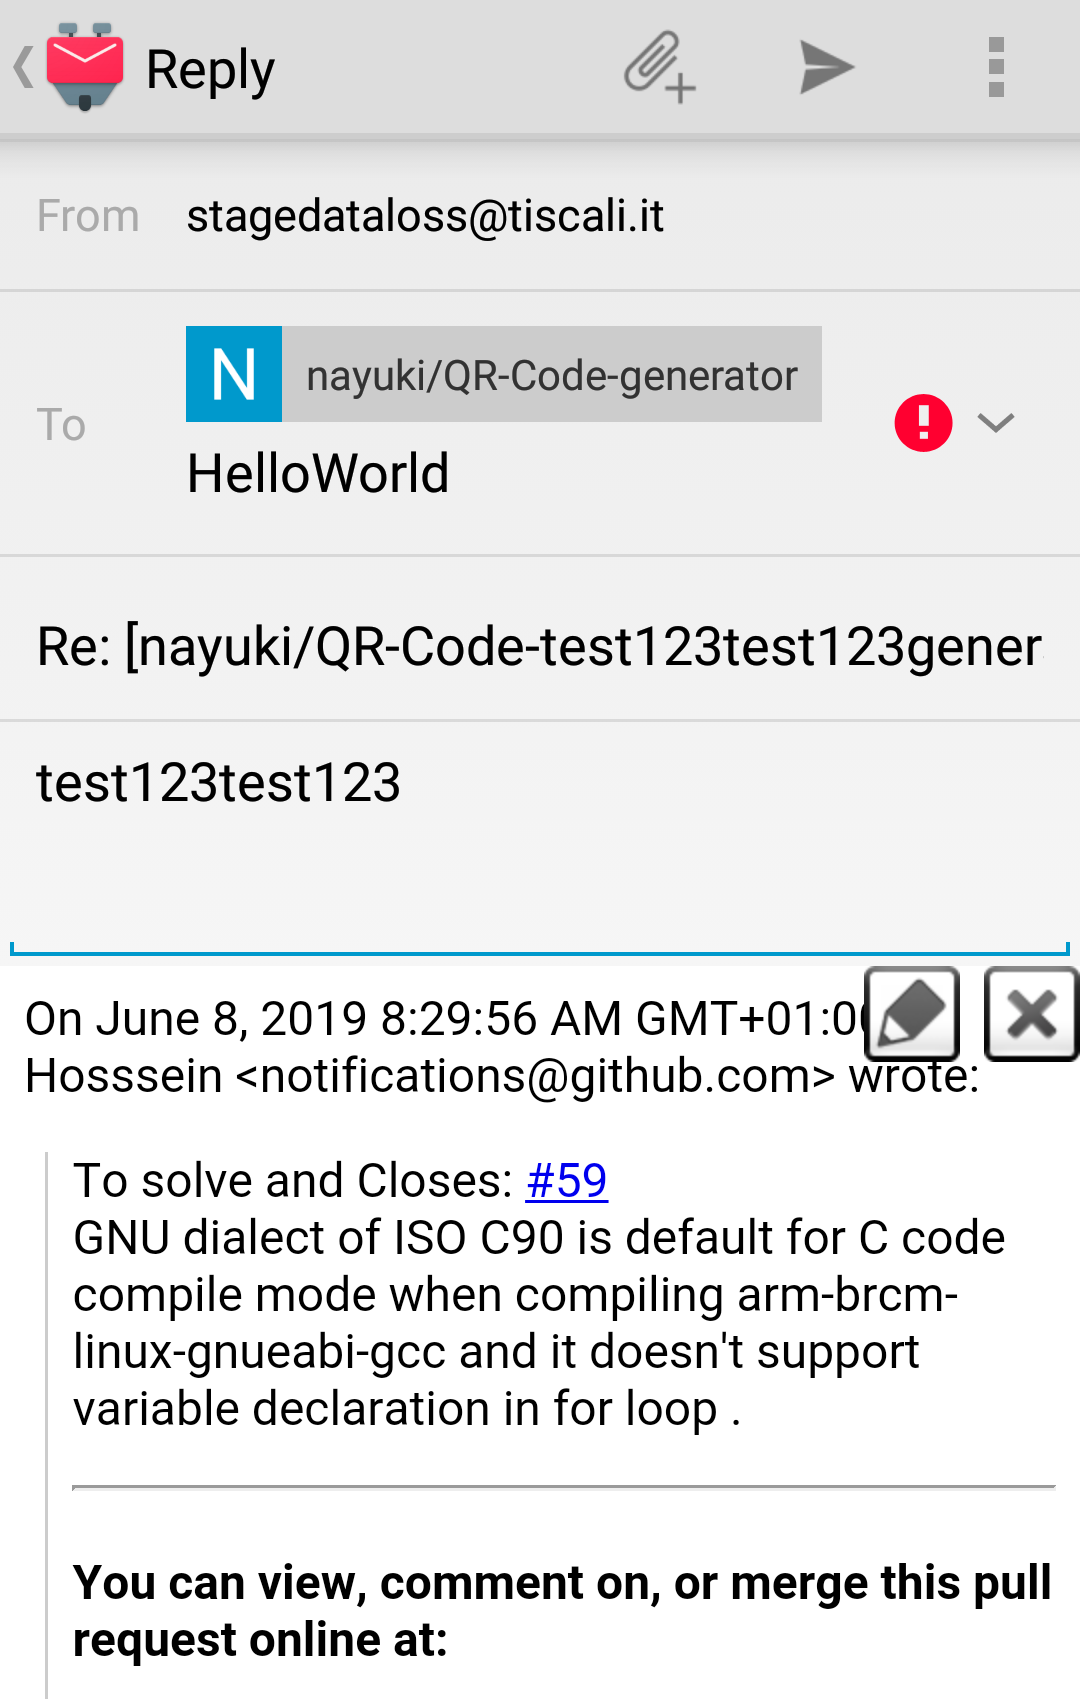 Reply
From stagedataloss@tiscali.it
N nayuki/QR-Code-generator
To
HelloWorld
Re: [nayuki/QR-Code-test123test123gener
test123test123
On June 8, 2019 8:29:56 AM GMT+01:0
Hosssein <notifications@github.com> wrote:
To solve and Closes: #59
GNU dialect of ISO C90 is default for C code
compile mode when compiling arm-brcm-
linux-gnueabi-gcc and it doesn't support
variable declaration in for loop .
You can view, comment on, or merge this pull
request online at: